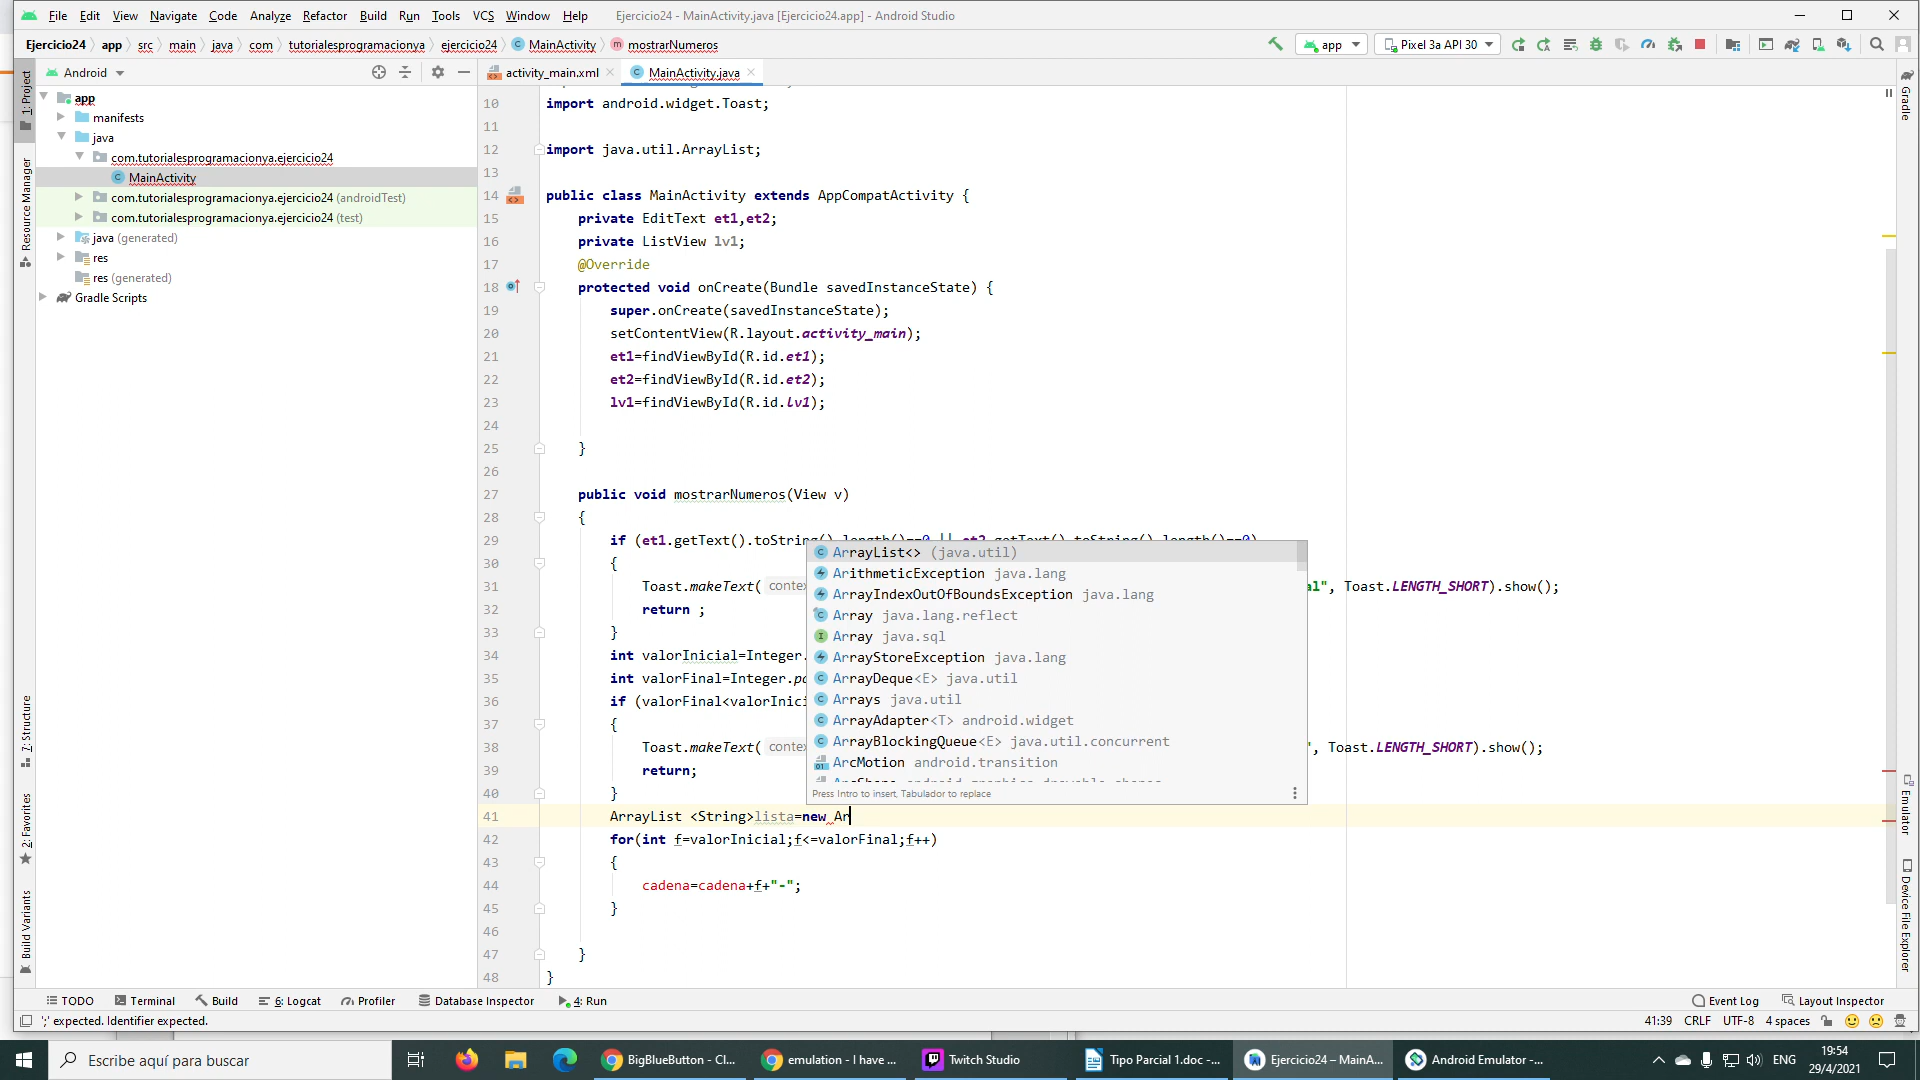 File Edit View Navigate Code Analyze Refactor Build Run Tools VCS Window Help Ejercicio24 - MainActivity.java [Ejercicio24.app] - Android Studio
Ejercicio24 app src main java com tutorialesprogramacionya ejercicio24 MainActivity mostrarNumeros app Pixel 3a API 30
Android activity_main.xml MainActivity.java
1: Project
Resource Manager
7: Structure
2: Favorites
Build Variants
app
manifests
java
com.tutorialesprogramacionya.ejercicio24
MainActivity
com.tutorialesprogramacionya.ejercicio24 (androidTest)
com.tutorialesprogramacionya.ejercicio24 (test)
java (generated)
res
res (generated)
Gradle Scripts
10 import android.widget.Toast;
11
12 import java.util.ArrayList;
13
14 public class MainActivity extends AppCompatActivity {
15 private EditText et1,et2;
16 private ListView lv1;
17 @Override
18 protected void onCreate(Bundle savedInstanceState) {
19 super.onCreate(savedInstanceState);
20 setContentView(R.layout.activity_main);
21 et1=findViewById(R.id.et1);
22 et2=findViewById(R.id.et2);
23 lv1=findViewById(R.id.lv1);
24
25 }
26
27 public void mostrarNumeros(View v)
28 {
29 if (et1.getText().toString().length()==0 || et2.getText().toString().length()==0)
30 {
31 Toast.makeText( contex l", Toast.LENGTH_SHORT).show();
32 return ;
33 }
34 int valorInicial=Integer.
35 int valorFinal=Integer.pa
36 if (valorFinal<valorInici
37 {
38 Toast.makeText( contex ", Toast.LENGTH_SHORT).show();
39 return;
40 }
41 ArrayList <String>lista=new Ar
42 for(int f=valorInicial;f<=valorFinal;f++)
43 {
44 cadena=cadena+f+"-";
45 }
46
47 }
48 }
ArrayList<> (java.util)
ArithmeticException java.lang
ArrayIndexOutOfBoundsException java.lang
Array java.lang.reflect
Array java.sql
ArrayStoreException java.lang
ArrayDeque<E> java.util
Arrays java.util
ArrayAdapter<T> android.widget
ArrayBlockingQueue<E> java.util.concurrent
ArcMotion android.transition
Press Intro to insert, Tabulador to replace
Gradle
Emulator
Device File Explorer
TODO Terminal Build 6: Logcat Profiler Database Inspector 4: Run Event Log Layout Inspector
';' expected. Identifier expected. 41:39 CRLF UTF-8 4 spaces
Escribe aquí para buscar BigBlueButton - Cl... emulation - I have ... Twitch Studio Tipo Parcial 1.doc -... Ejercicio24 – MainA... Android Emulator -... ENG 19:54
29/4/2021